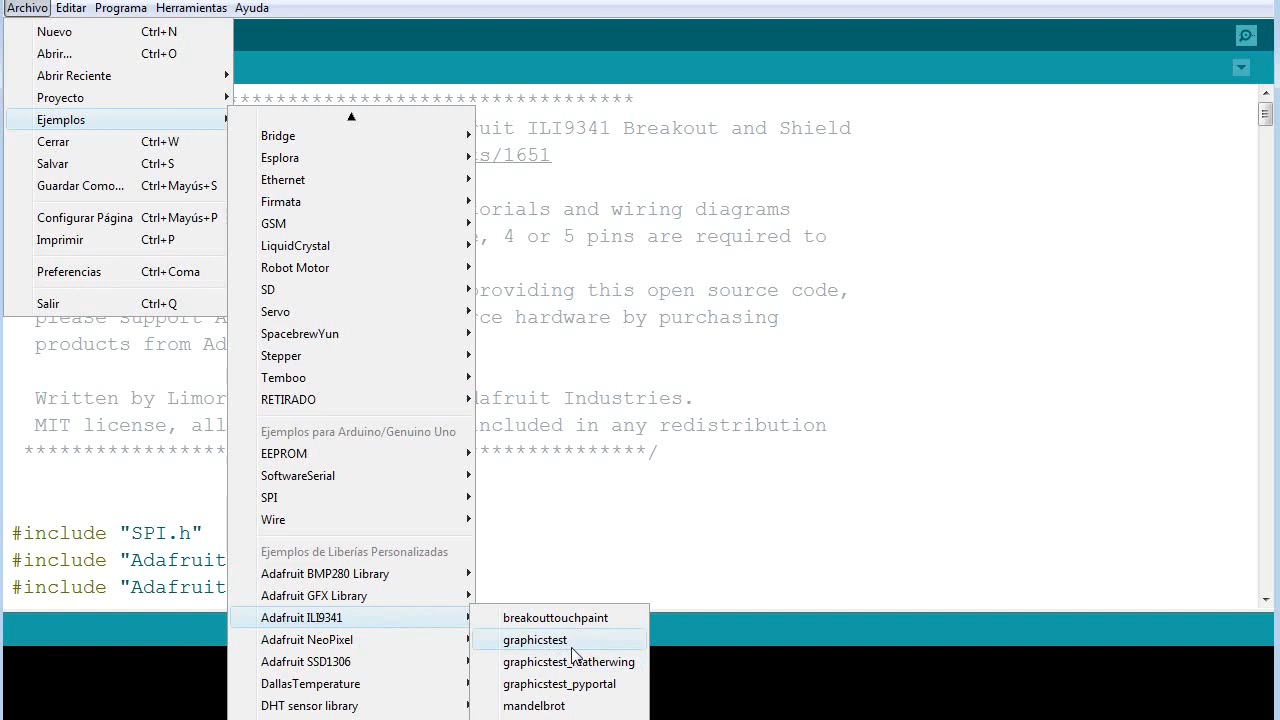 Archivo Editar Programa Herramientas Ayuda
Nuevo Ctrl+N
Abrir... Ctrl+O
Abrir Reciente
Proyecto
Ejemplos
Cerrar Ctrl+W
Salvar Ctrl+S
Guardar Como... Ctrl+Mayús+S
Configurar Página Ctrl+Mayús+P
Imprimir Ctrl+P
Preferencias Ctrl+Coma
Salir Ctrl+Q
Bridge
Esplora
Ethernet
Firmata
GSM
LiquidCrystal
Robot Motor
SD
Servo
SpacebrewYun
Stepper
Temboo
RETIRADO
Ejemplos para Arduino/Genuino Uno
EEPROM
SoftwareSerial
SPI
Wire
Ejemplos de Liberías Personalizadas
Adafruit BMP280 Library
Adafruit GFX Library
Adafruit ILI9341
Adafruit NeoPixel
Adafruit SSD1306
DallasTemperature
DHT sensor library
breakouttouchpaint
graphicstest
graphicstest_featherwing
graphicstest_pyportal
mandelbrot
*********************************
ruit ILI9341 Breakout and Shield
s/1651
orials and wiring diagrams
, 4 or 5 pins are required to
providing this open source code,
please support A rce hardware by purchasing
products from Ad
Written by Limor dafruit Industries.
MIT license, all included in any redistribution
****************** ***************/
#include "SPI.h"
#include "Adafruit
#include "Adafruit